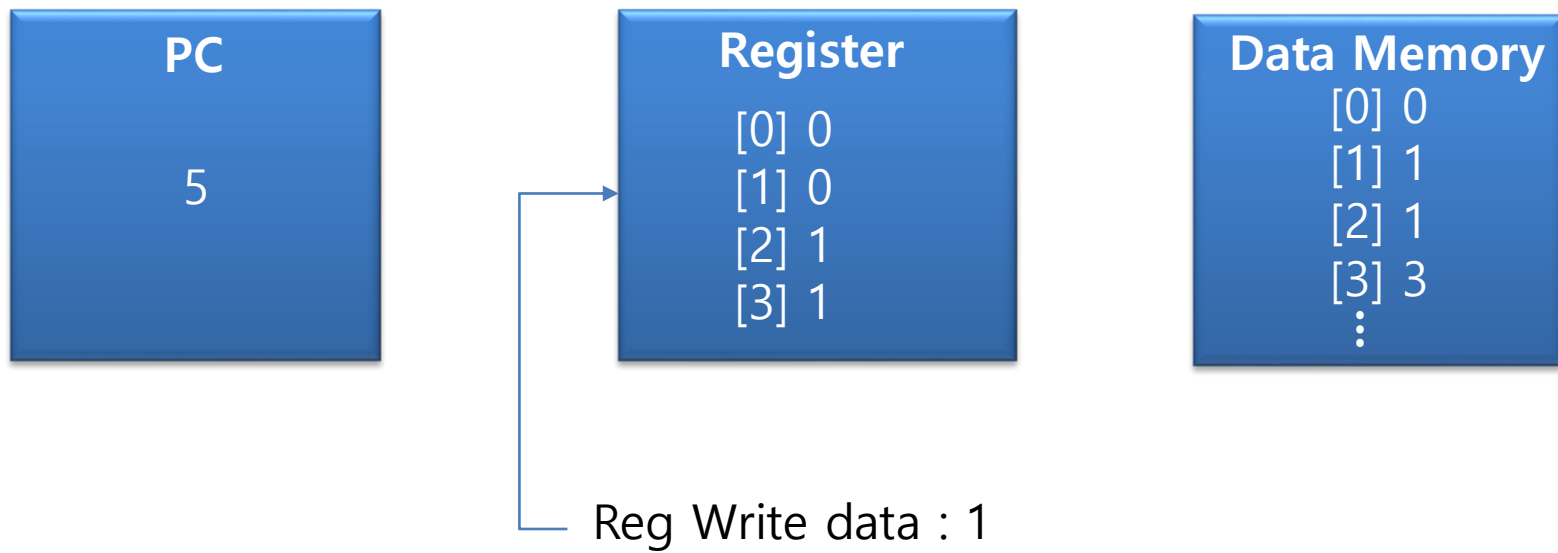 PC
5
Register
[0] 0
[1] 0
[2] 1
[3] 1
Data Memory
[0] 0
[1] 1
[2] 1
[3] 3
⋮
Reg Write data : 1